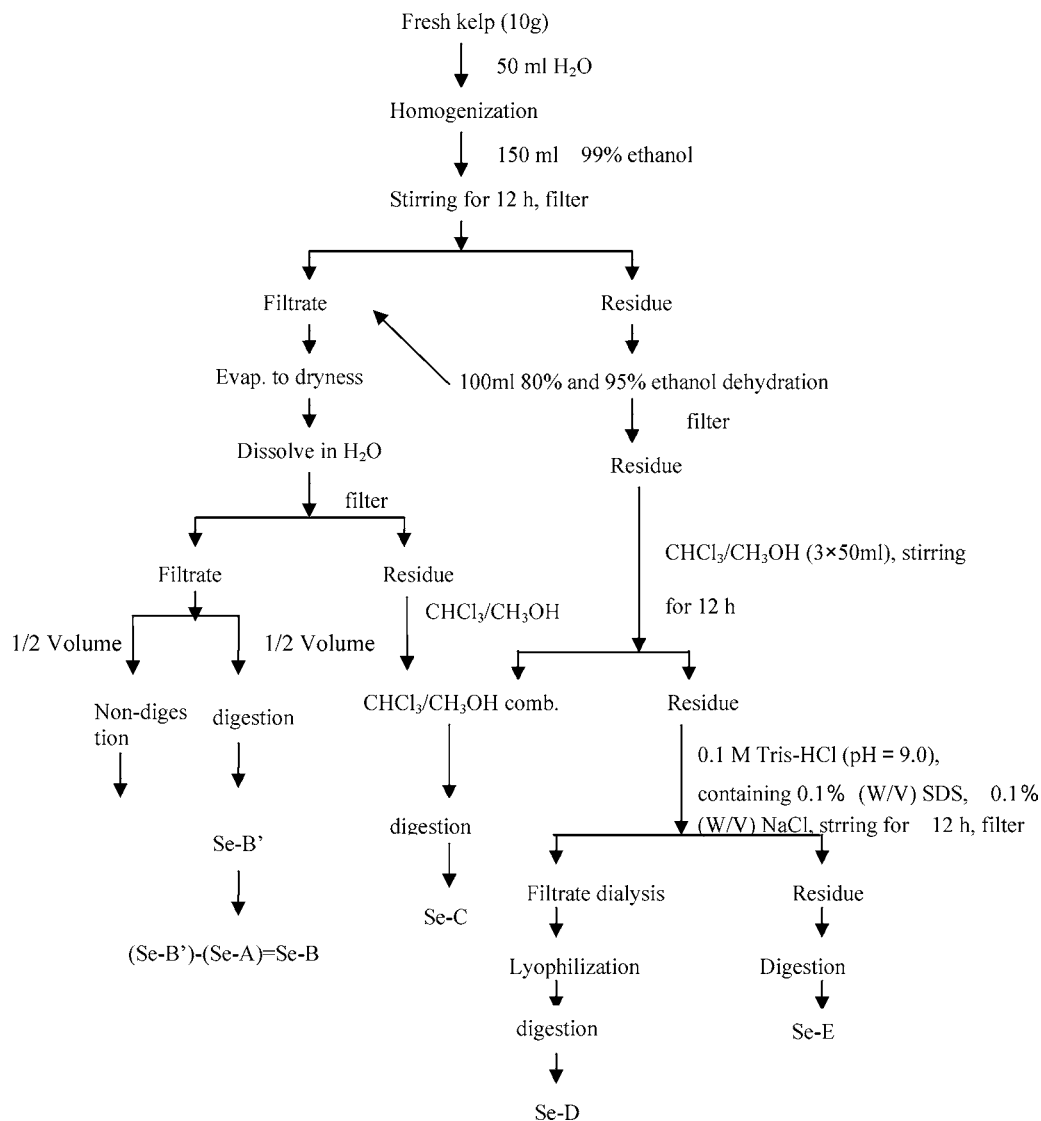 Fresh kelp (10g)
50 ml H₂O
Homogenization
150 ml 99% ethanol
Stirring for 12 h, filter
Filtrate
Residue
Evap. to dryness
100ml 80% and 95% ethanol dehydration
filter
Dissolve in H₂O
Residue
filter
CHCl₃/CH₃OH (3×50ml), stirring
for 12 h
Filtrate
Residue
CHCl₃/CH₃OH
1/2 Volume
1/2 Volume
Non-diges
tion
digestion
CHCl₃/CH₃OH comb.
Residue
0.1 M Tris-HCl (pH = 9.0),
containing 0.1% (W/V) SDS, 0.1%
(W/V) NaCl, strring for 12 h, filter
digestion
Se-B’
Se-C
(Se-B’)-(Se-A)=Se-B
Filtrate dialysis
Residue
Lyophilization
Digestion
digestion
Se-E
Se-D